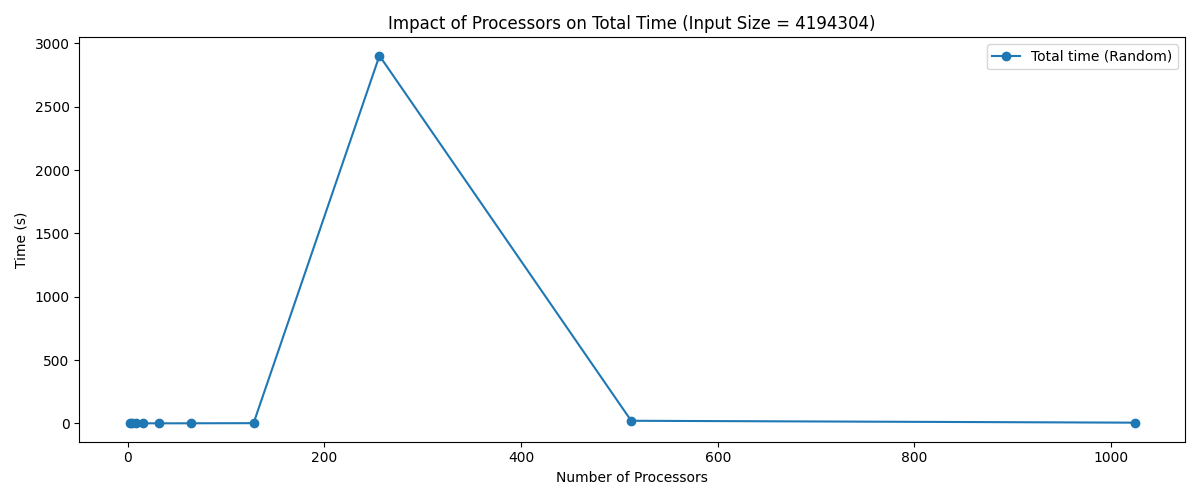 Impact of Processors on Total Time (Input Size = 4194304)
Total time (Random)
Time (s)
3000
2500
2000
1500
1000
500
0
0 200 400 600 800 1000
Number of Processors